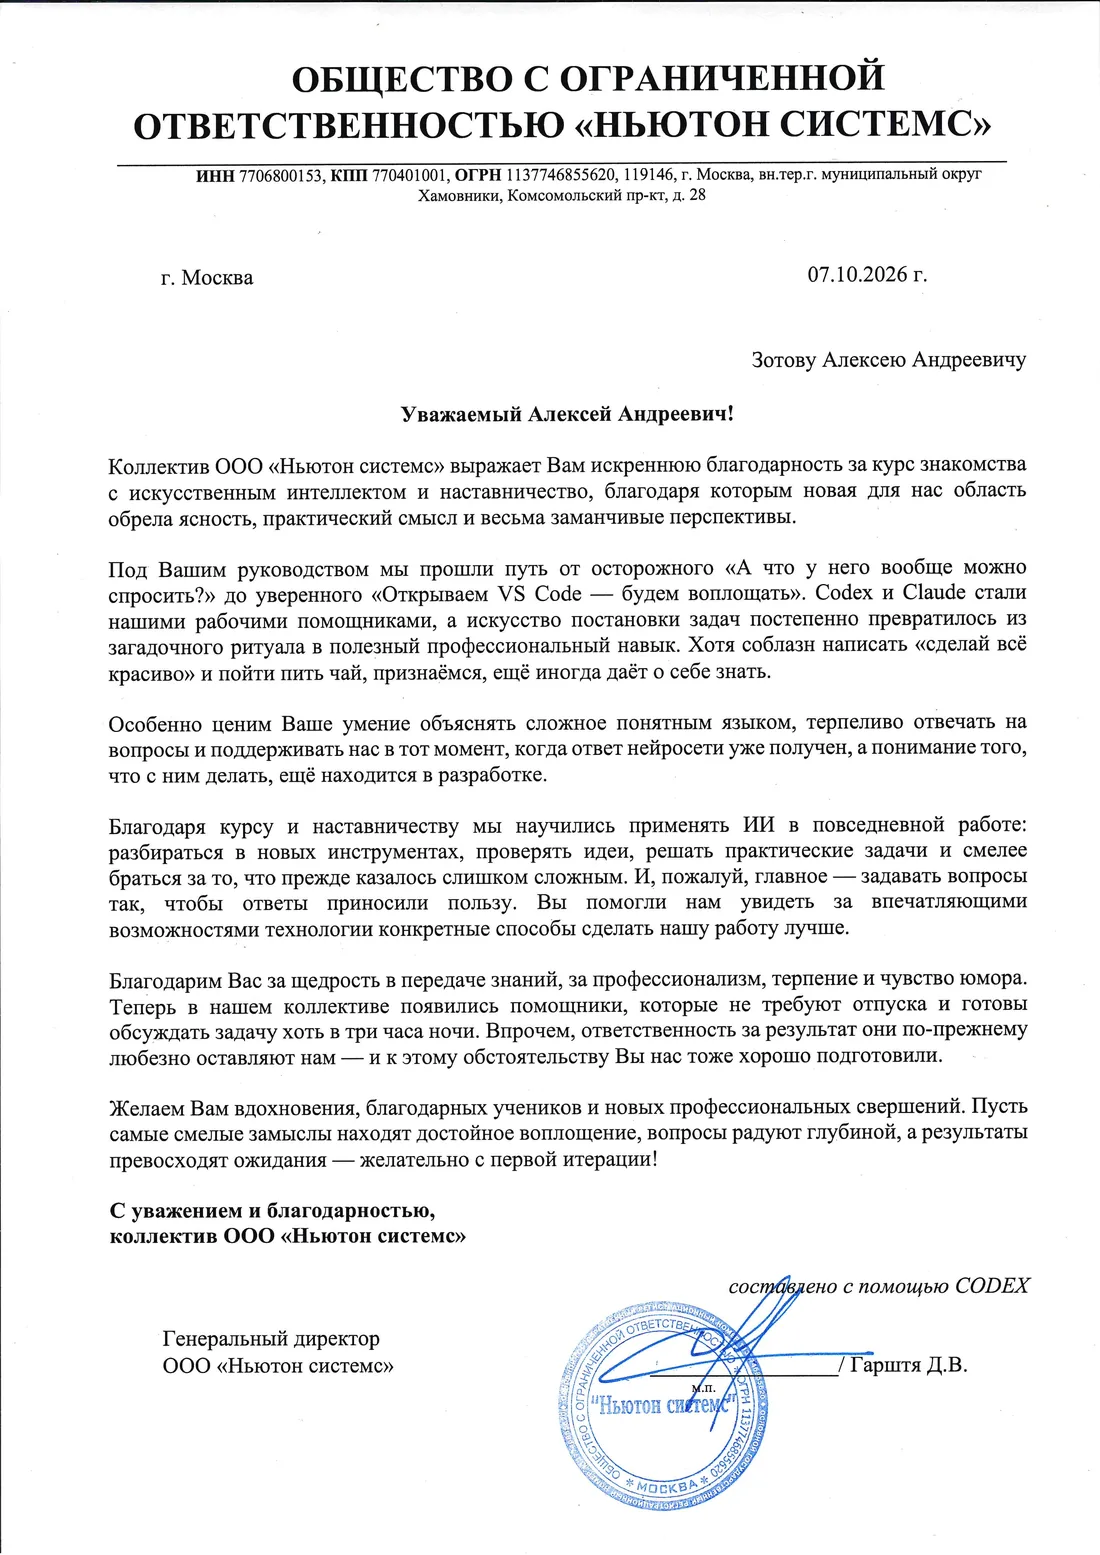 ОБЩЕСТВО С ОГРАНИЧЕННОЙ
ОТВЕТСТВЕННОСТЬЮ «НЬЮТОН СИСТЕМС»
ИНН 7706800153, КПП 770401001, ОГРН 1137746855620, 119146, г. Москва, вн.тер.г. муниципальный округ
Хамовники, Комсомольский пр-кт, д. 28
г. Москва
07.10.2026 г.
Зотову Алексею Андреевичу
Уважаемый Алексей Андреевич!
Коллектив ООО «Ньютон системс» выражает Вам искреннюю благодарность за курс знакомства
с искусственным интеллектом и наставничество, благодаря которым новая для нас область
обрела ясность, практический смысл и весьма заманчивые перспективы.
Под Вашим руководством мы прошли путь от осторожного «А что у него вообще можно
спросить?» до уверенного «Открываем VS Code — будем воплощать». Codex и Claude стали
нашими рабочими помощниками, а искусство постановки задач постепенно превратилось из
загадочного ритуала в полезный профессиональный навык. Хотя соблазн написать «сделай всё
красиво» и пойти пить чай, признаёмся, ещё иногда даёт о себе знать.
Особенно ценим Ваше умение объяснять сложное понятным языком, терпеливо отвечать на
вопросы и поддерживать нас в тот момент, когда ответ нейросети уже получен, а понимание того,
что с ним делать, ещё находится в разработке.
Благодаря курсу и наставничеству мы научились применять ИИ в повседневной работе:
разбираться в новых инструментах, проверять идеи, решать практические задачи и смелее
браться за то, что прежде казалось слишком сложным. И, пожалуй, главное — задавать вопросы
так, чтобы ответы приносили пользу. Вы помогли нам увидеть за впечатляющими
возможностями технологии конкретные способы сделать нашу работу лучше.
Благодарим Вас за щедрость в передаче знаний, за профессионализм, терпение и чувство юмора.
Теперь в нашем коллективе появились помощники, которые не требуют отпуска и готовы
обсуждать задачу хоть в три часа ночи. Впрочем, ответственность за результат они по-прежнему
любезно оставляют нам — и к этому обстоятельству Вы нас тоже хорошо подготовили.
Желаем Вам вдохновения, благодарных учеников и новых профессиональных свершений. Пусть
самые смелые замыслы находят достойное воплощение, вопросы радуют глубиной, а результаты
превосходят ожидания — желательно с первой итерации!
С уважением и благодарностью,
коллектив ООО «Ньютон системс»
составлено с помощью CODEX
Генеральный директор
ООО «Ньютон системс»
/ Гарштя Д.В.
м.п.
ОБЩЕСТВО С ОГРАНИЧЕННОЙ ОТВЕТСТВЕННОСТЬЮ * ОГРН 1137746855620 * МОСКВА *
"Ньютон системс"